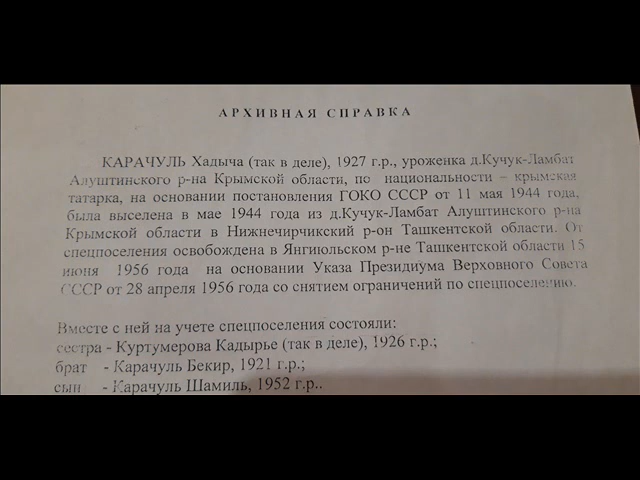 АРХИВНАЯ СПРАВКА
КАРАЧУЛЬ Хадыча (так в деле), 1927 г.р., уроженка д.Кучук-Ламбат
Алуштинского р-на Крымской области, по национальности – крымская
татарка, на основании постановления ГОКО СССР от 11 мая 1944 года,
была выселена в мае 1944 года из д.Кучук-Ламбат Алуштинского р-на
Крымской области в Нижнечирчикский р-он Ташкентской области. От
спецпоселения освобождена в Янгиюльском р-не Ташкентской области 15
июня 1956 года на основании Указа Президиума Верховного Совета
СССР от 28 апреля 1956 года со снятием ограничений по спецпоселению.
Вместе с ней на учете спецпоселения состояли:
сестра - Куртумерова Кадырье (так в деле), 1926 г.р.;
брат - Карачуль Бекир, 1921 г.р.;
сын - Карачуль Шамиль, 1952 г.р..